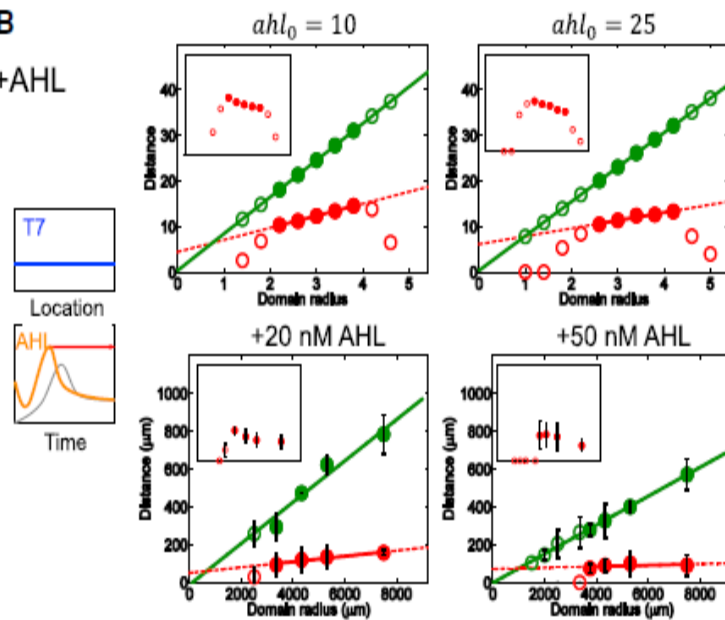 B
+AHL
T7
Location
AHL
Time
ahl₀ = 10
Distance
40
30
20
10
0
0 1 2 3 4 5
Domain radius
ahl₀ = 25
Distance
40
30
20
10
0
0 1 2 3 4 5
Domain radius
+20 nM AHL
Distance (μm)
1000
800
600
400
200
0
2000 4000 6000 8000
Domain radius (μm)
+50 nM AHL
Distance (μm)
1000
800
600
400
200
0
0 2000 4000 6000 8000
Domain radius (μm)